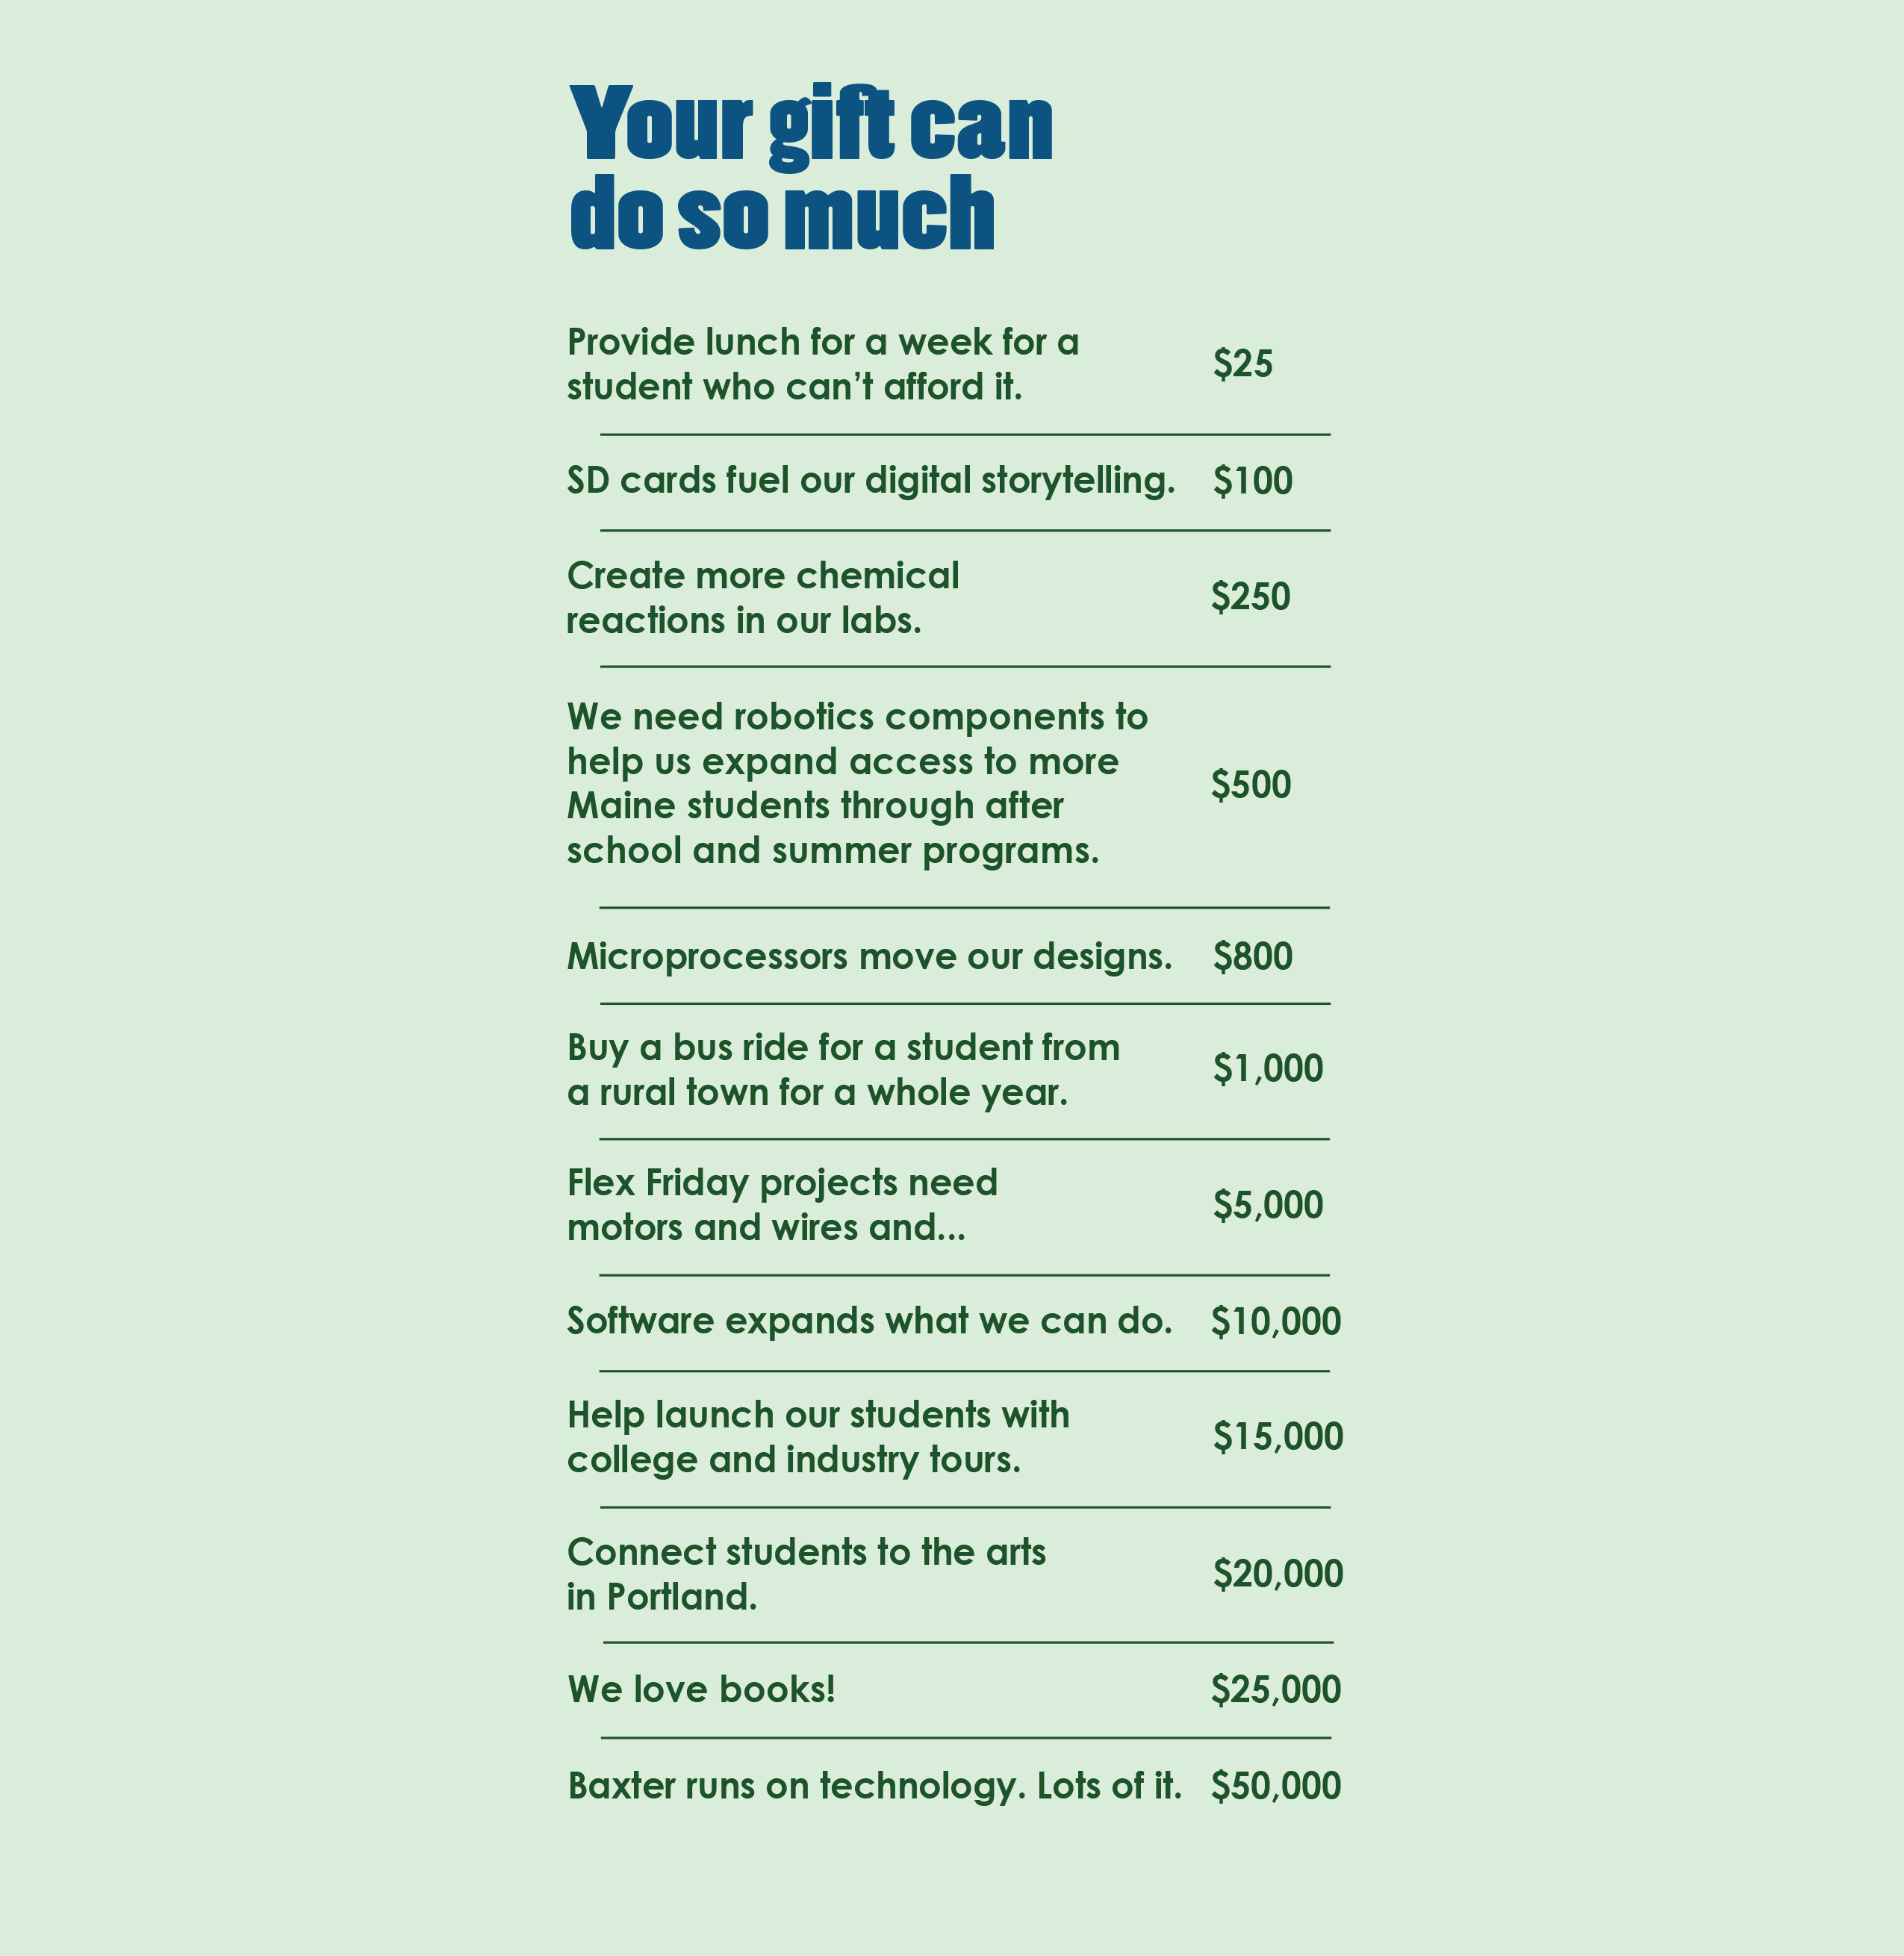 Your gift can
do so much
Provide lunch for a week for a
student who can’t afford it.
$25
SD cards fuel our digital storytelling. $100
Create more chemical
reactions in our labs.
$250
We need robotics components to
help us expand access to more
Maine students through after
school and summer programs.
$500
Microprocessors move our designs. $800
Buy a bus ride for a student from
a rural town for a whole year.
$1,000
Flex Friday projects need
motors and wires and...
$5,000
Software expands what we can do. $10,000
Help launch our students with
college and industry tours.
$15,000
Connect students to the arts
in Portland.
$20,000
We love books! $25,000
Baxter runs on technology. Lots of it. $50,000